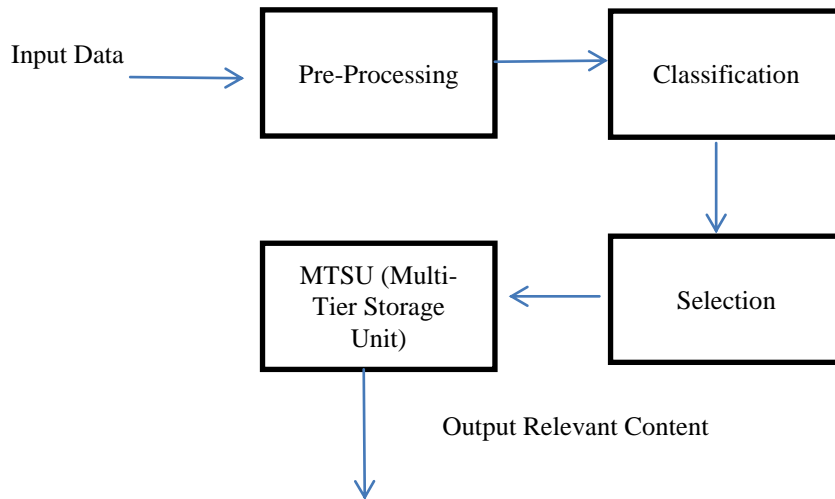 Input Data
Pre-Processing
Classification
MTSU (Multi-
Tier Storage
Unit)
Selection
Output Relevant Content